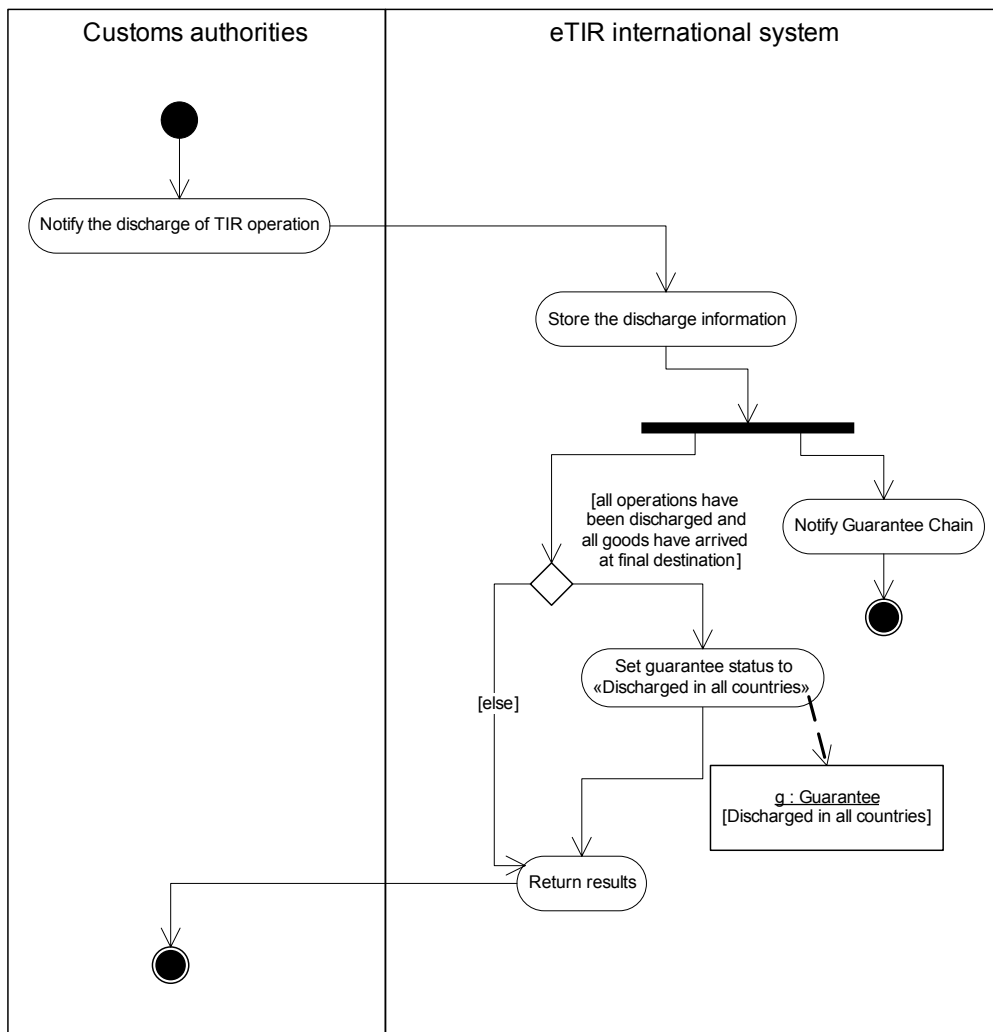 Customs authorities
eTIR international system
Notify the discharge of TIR operation
Store the discharge information
[all operations have
been discharged and
all goods have arrived
at final destination]
Notify Guarantee Chain
Set guarantee status to
«Discharged in all countries»
[else]
g : Guarantee
[Discharged in all countries]
Return results